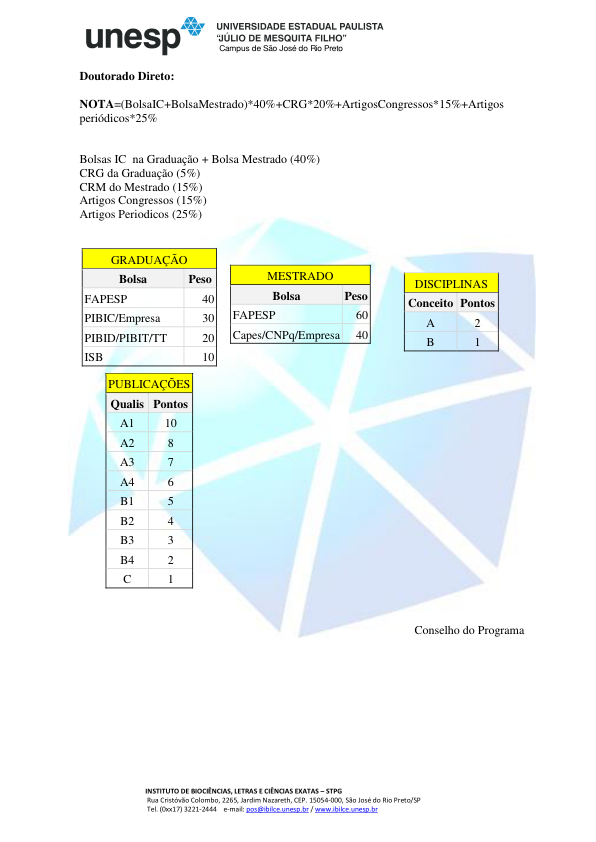 unesp
UNIVERSIDADE ESTADUAL PAULISTA
"JÚLIO DE MESQUITA FILHO"
Campus de São José do Rio Preto
Doutorado Direto:
NOTA=(BolsaIC+BolsaMestrado)*40%+CRG*20%+ArtigosCongressos*15%+Artigos
periódicos*25%
Bolsas IC na Graduação + Bolsa Mestrado (40%)
CRG da Graduação (5%)
CRM do Mestrado (15%)
Artigos Congressos (15%)
Artigos Periodicos (25%)
GRADUAÇÃO
Bolsa Peso
FAPESP 40
PIBIC/Empresa 30
PIBID/PIBIT/TT 20
ISB 10
MESTRADO
Bolsa Peso
FAPESP 60
Capes/CNPq/Empresa 40
DISCIPLINAS
Conceito Pontos
A 2
B 1
PUBLICAÇÕES
Qualis Pontos
A1 10
A2 8
A3 7
A4 6
B1 5
B2 4
B3 3
B4 2
C 1
Conselho do Programa
INSTITUTO DE BIOCIÊNCIAS, LETRAS E CIÊNCIAS EXATAS – STPG
Rua Cristóvão Colombo, 2265, Jardim Nazareth, CEP. 15054-000, São José do Rio Preto/SP
Tel. (0xx17) 3221-2444 e-mail: pos@ibilce.unesp.br / www.ibilce.unesp.br